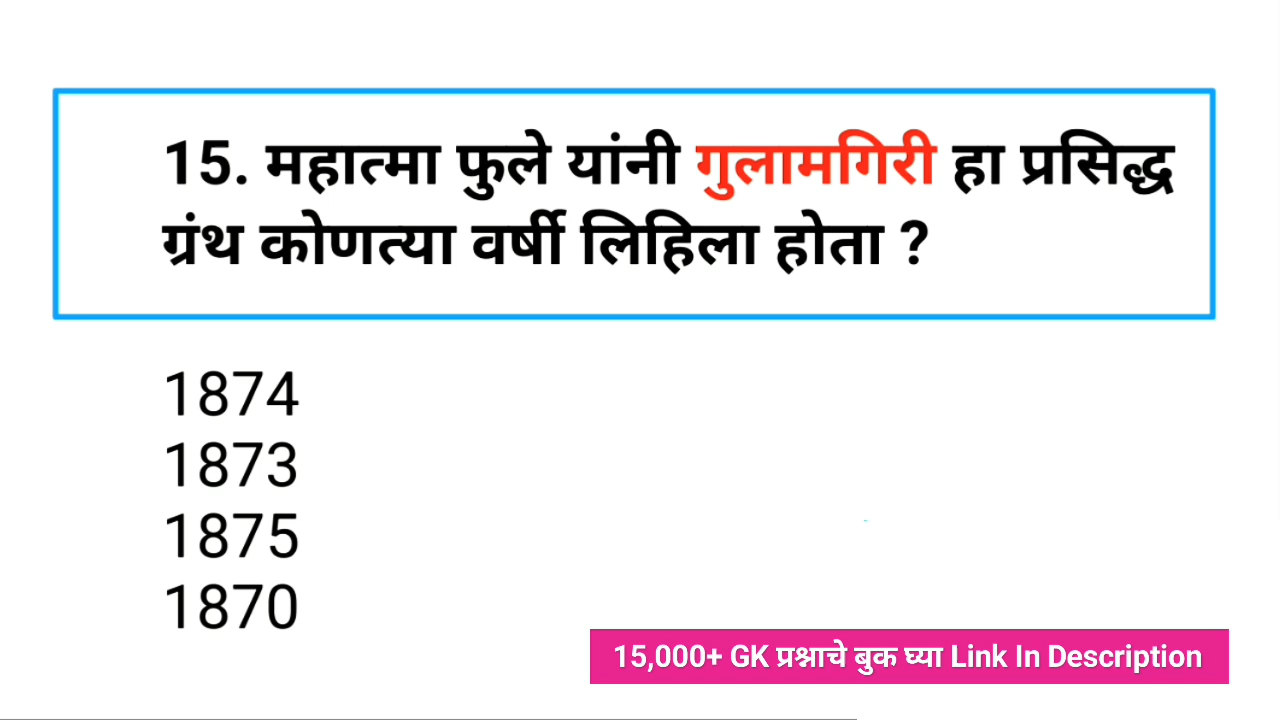 15. महात्मा फुले यांनी गुलामगिरी हा प्रसिद्ध
ग्रंथ कोणत्या वर्षी लिहिला होता ?
1874
1873
1875
1870
15,000+ GK प्रश्नाचे बुक घ्या Link In Description